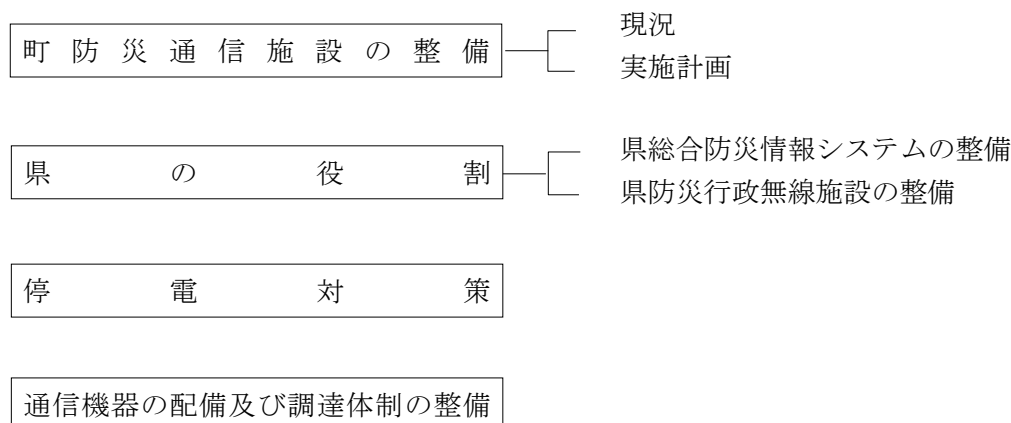 町防災通信施設の整備
現況
実施計画
県の役割
県総合防災情報システムの整備
県防災行政無線施設の整備
停電対策
通信機器の配備及び調達体制の整備